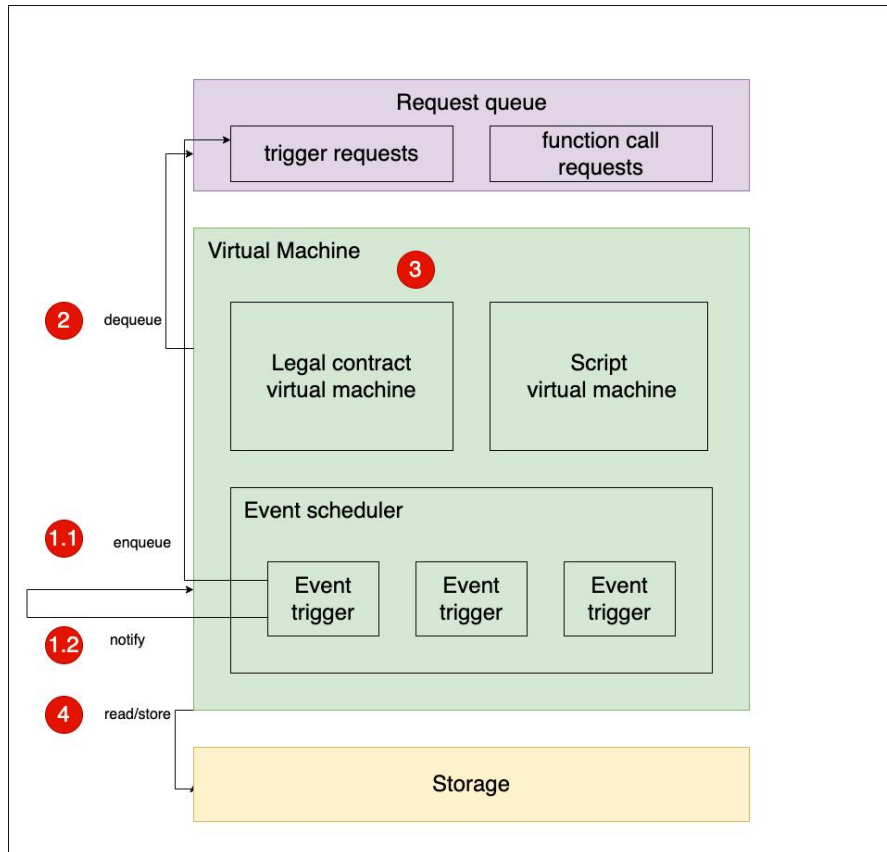 Request queue
trigger requests
function call
requests
Virtual Machine
3
2
dequeue
Legal contract
virtual machine
Script
virtual machine
Event scheduler
1.1
enqueue
Event
trigger
Event
trigger
Event
trigger
1.2
notify
4
read/store
Storage